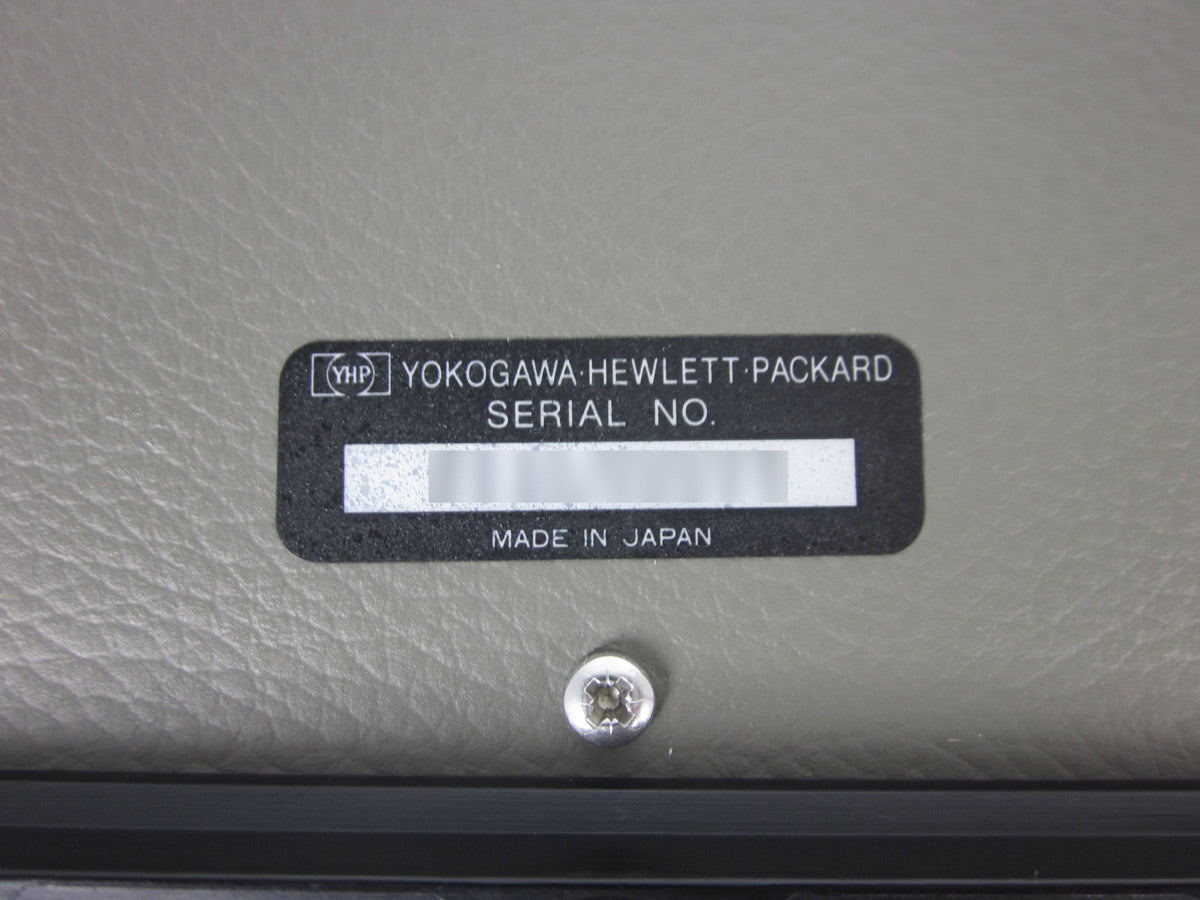 YHP YOKOGAWA·HEWLETT·PACKARD
SERIAL NO.
MADE IN JAPAN